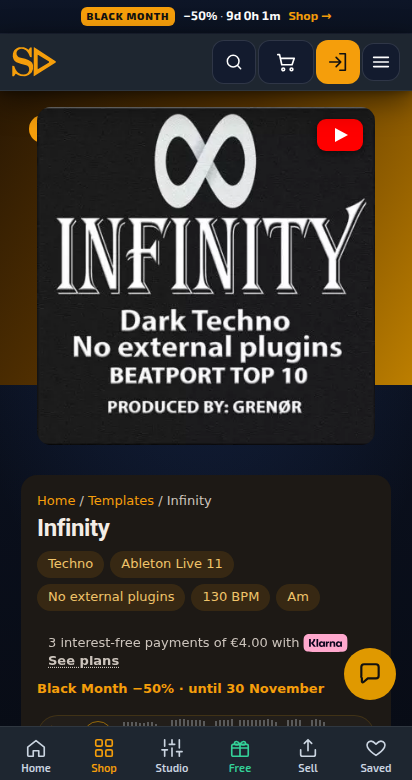 BLACK MONTH −50% · 9d 0h 1m Shop →
INFINITY
Dark Techno
No external plugins
BEATPORT TOP 10
PRODUCED BY: GRENØR
Home / Templates / Infinity
Infinity
Techno
Ableton Live 11
No external plugins
130 BPM
Am
3 interest-free payments of €4.00 with Klarna
See plans
Black Month −50% · until 30 November
Home
Shop
Studio
Free
Sell
Saved